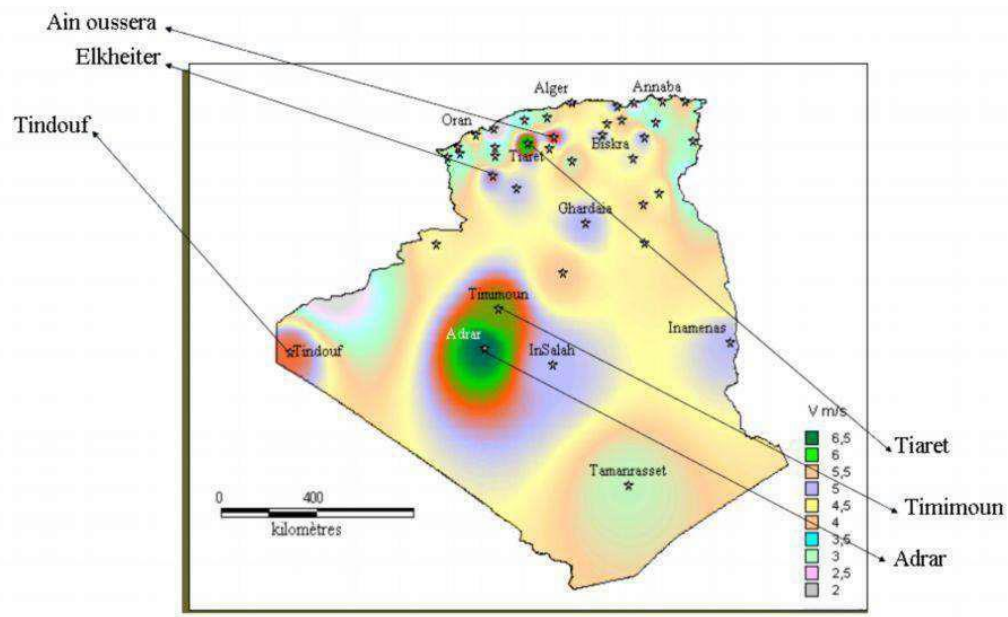 Ain oussera
Elkheiter
Tindouf
Alger
Annaba
Oran
Tiaret
Biskra
Ghardaia
Timimoun
Adrar
InSalah
Inamenas
Tindouf
Tamanrasset
0 400
kilomètres
V m/s
6,5
6
5,5
5
4,5
4
3,5
3
2,5
2
Tiaret
Timimoun
Adrar